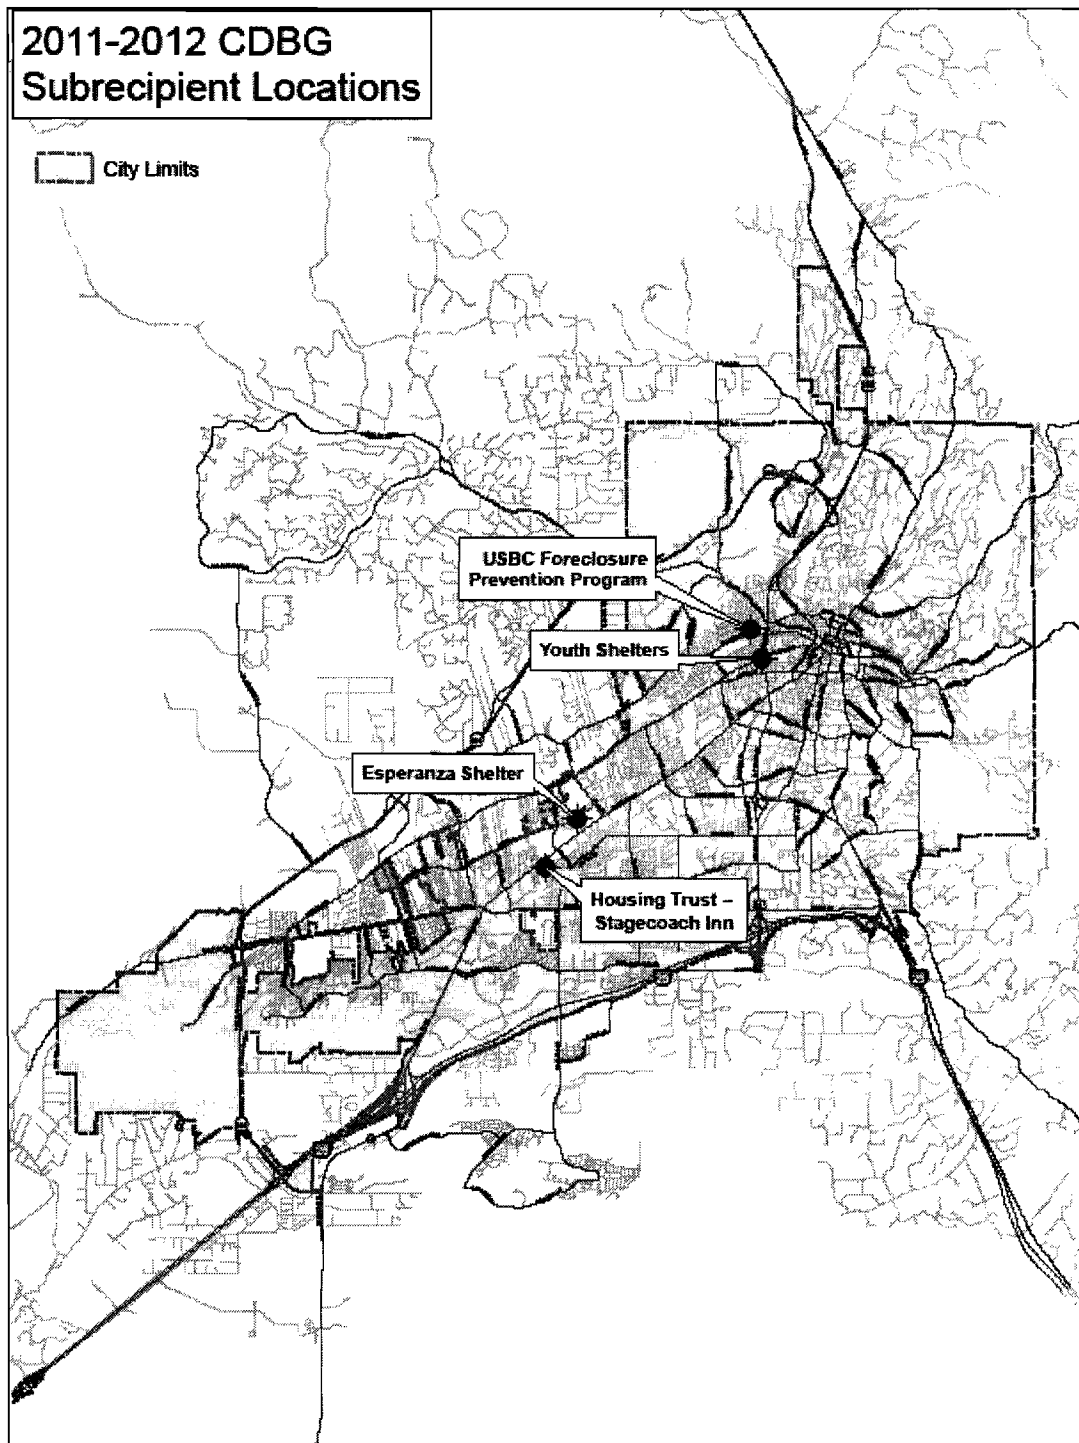 2011-2012 CDBG
Subrecipient Locations
City Limits
USBC Foreclosure
Prevention Program
Youth Shelters
Esperanza Shelter
Housing Trust –
Stagecoach Inn